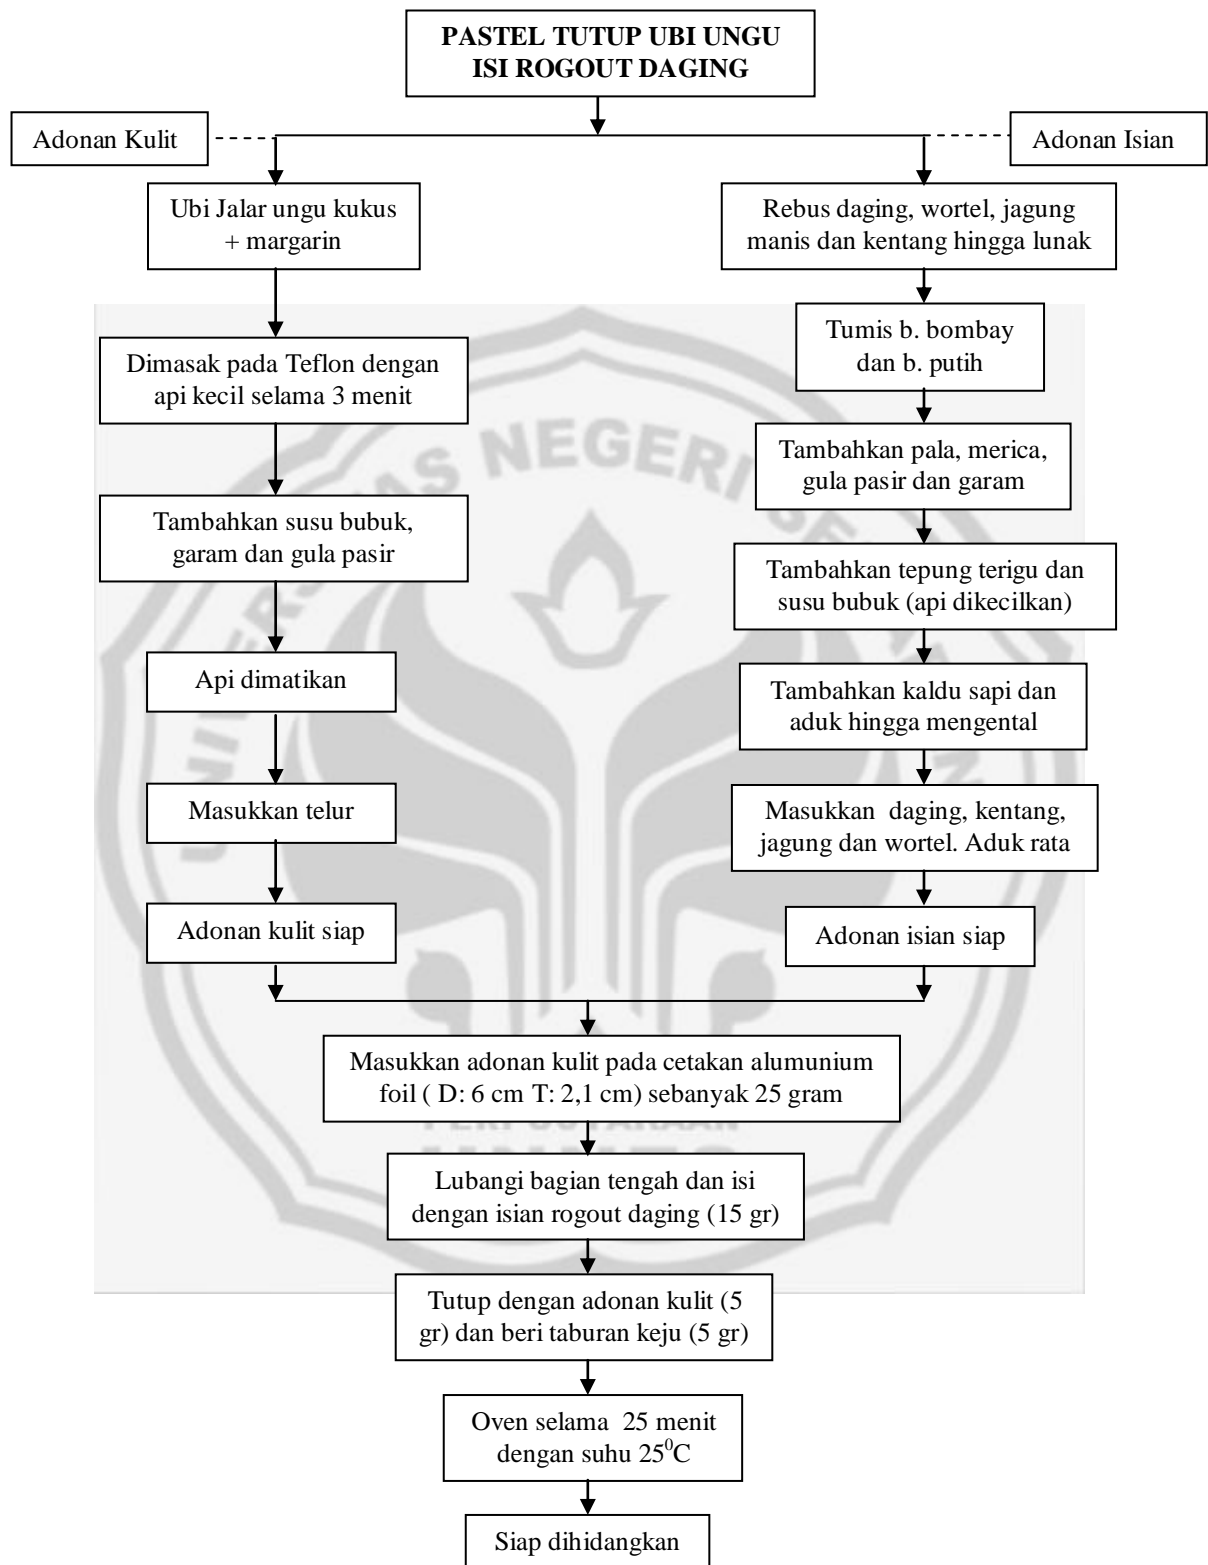 PASTEL TUTUP UBI UNGU
ISI ROGOUT DAGING
Adonan Kulit
Adonan Isian
Ubi Jalar ungu kukus
+ margarin
Dimasak pada Teflon dengan
api kecil selama 3 menit
Tambahkan susu bubuk,
garam dan gula pasir
Api dimatikan
Masukkan telur
Adonan kulit siap
Rebus daging, wortel, jagung
manis dan kentang hingga lunak
Tumis b. bombay
dan b. putih
Tambahkan pala, merica,
gula pasir dan garam
Tambahkan tepung terigu dan
susu bubuk (api dikecilkan)
Tambahkan kaldu sapi dan
aduk hingga mengental
Masukkan daging, kentang,
jagung dan wortel. Aduk rata
Adonan isian siap
Masukkan adonan kulit pada cetakan alumunium
foil ( D: 6 cm T: 2,1 cm) sebanyak 25 gram
Lubangi bagian tengah dan isi
dengan isian rogout daging (15 gr)
Tutup dengan adonan kulit (5
gr) dan beri taburan keju (5 gr)
Oven selama 25 menit
dengan suhu 25⁰C
Siap dihidangkan
NEGERI